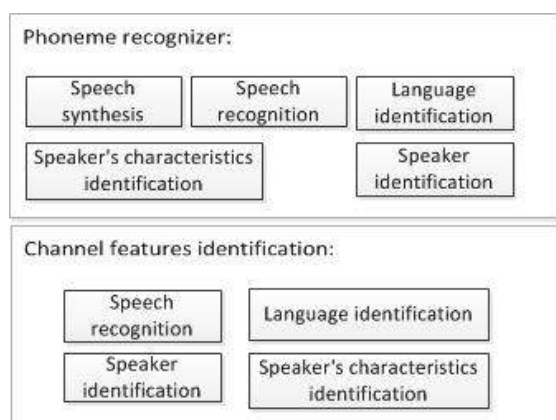 Phoneme recognizer:
Speech
synthesis
Speech
recognition
Language
identification
Speaker's characteristics
identification
Speaker
identification
Channel features identification:
Speech
recognition
Language identification
Speaker
identification
Speaker's characteristics
identification